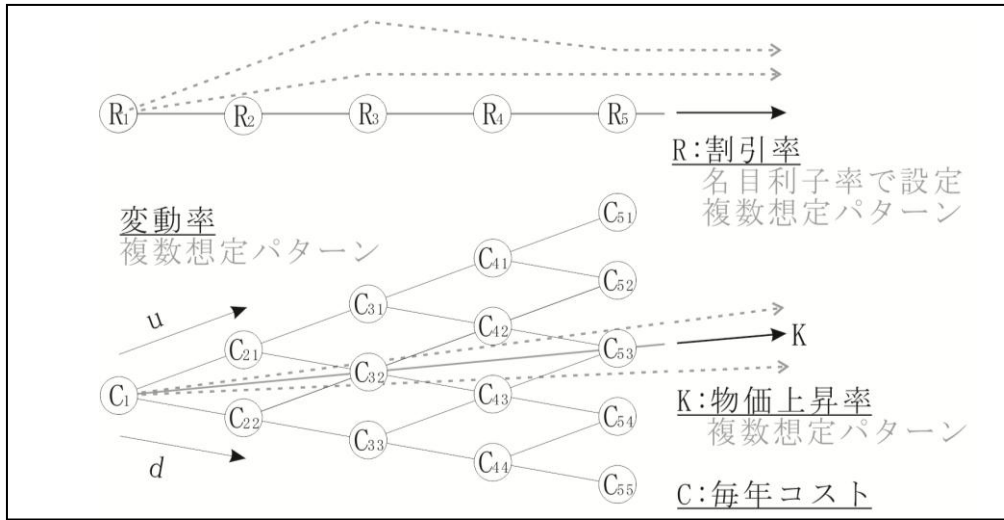 R1 R2 R3 R4 R5
R:割引率
名目利子率で設定
複数想定パターン
変動率
複数想定パターン
u
d
C1
C21
C22
C31
C32
C33
C41
C42
C43
C44
C51
C52
C53
C54
C55
K
K:物価上昇率
複数想定パターン
C:毎年コスト